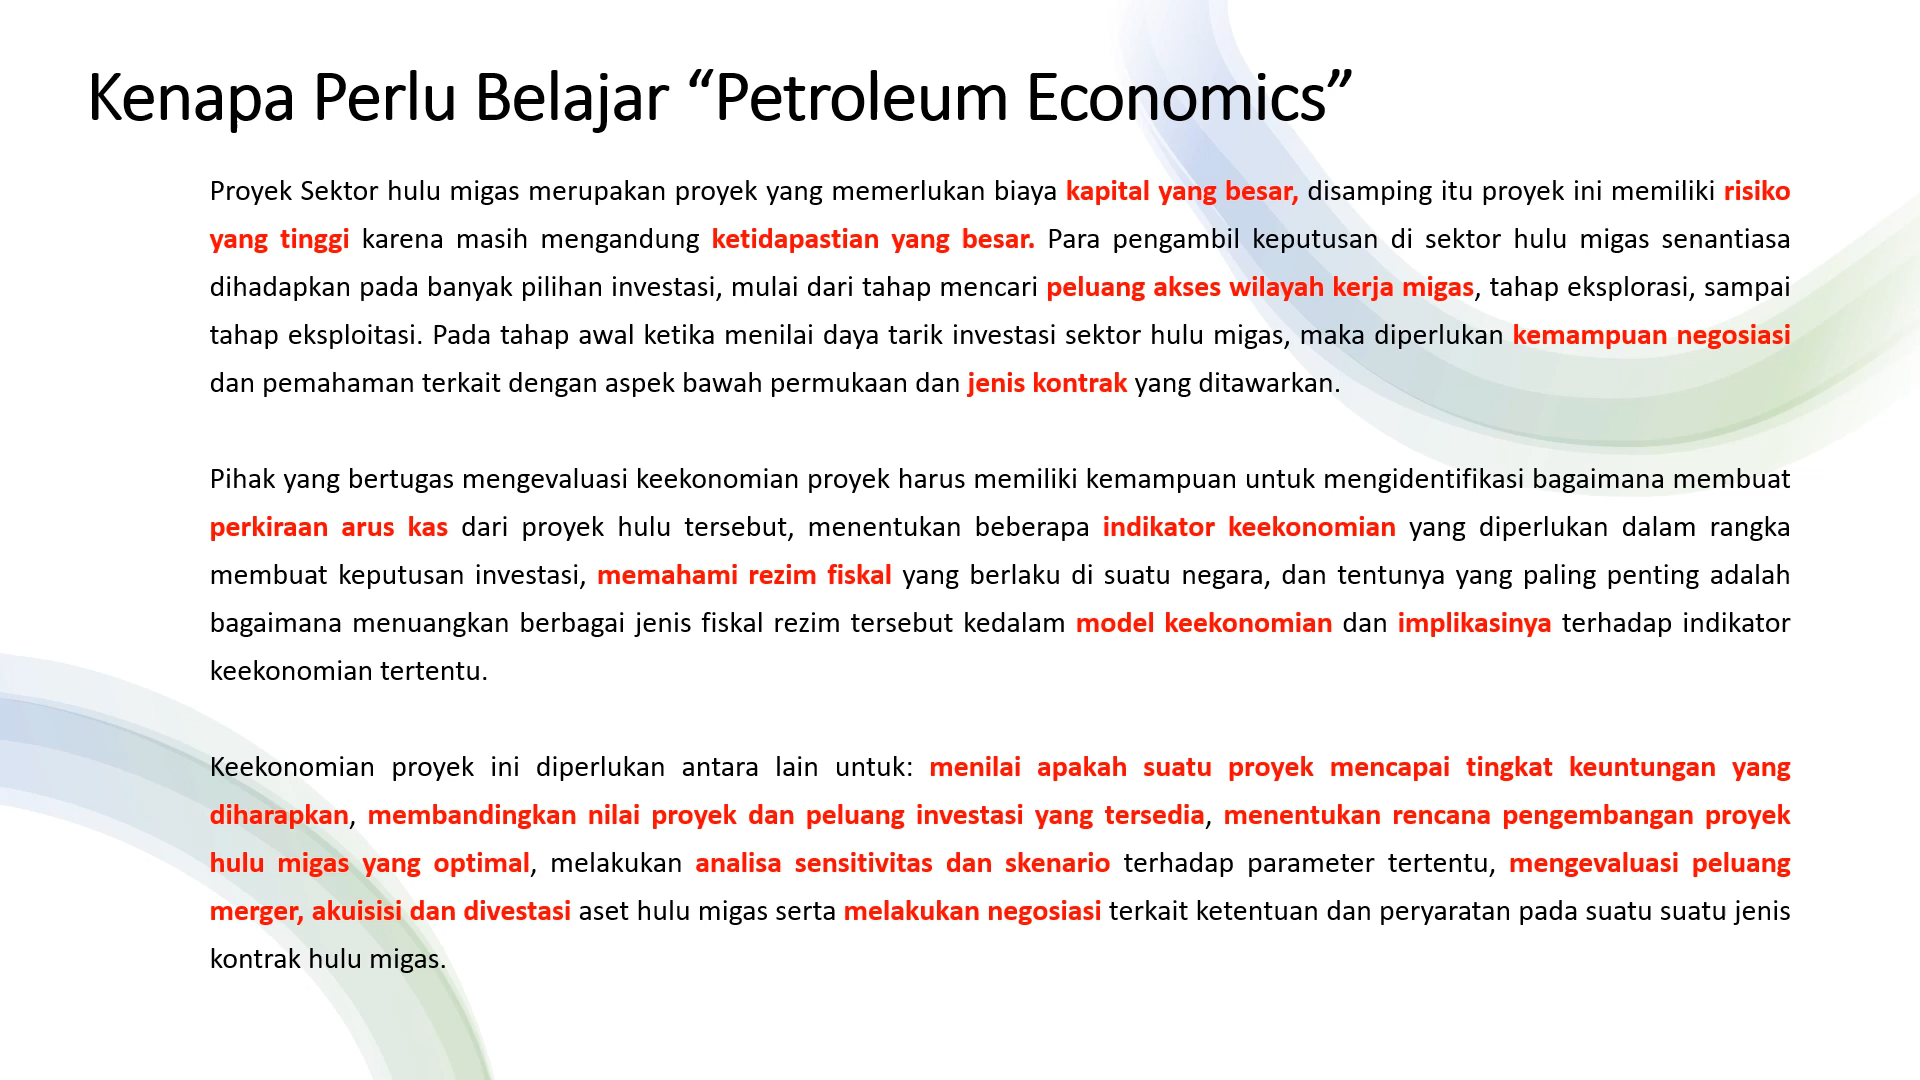 Kenapa Perlu Belajar “Petroleum Economics”
Proyek Sektor hulu migas merupakan proyek yang memerlukan biaya kapital yang besar, disamping itu proyek ini memiliki risiko
yang tinggi karena masih mengandung ketidapastian yang besar. Para pengambil keputusan di sektor hulu migas senantiasa
dihadapkan pada banyak pilihan investasi, mulai dari tahap mencari peluang akses wilayah kerja migas, tahap eksplorasi, sampai
tahap eksploitasi. Pada tahap awal ketika menilai daya tarik investasi sektor hulu migas, maka diperlukan kemampuan negosiasi
dan pemahaman terkait dengan aspek bawah permukaan dan jenis kontrak yang ditawarkan.
Pihak yang bertugas mengevaluasi keekonomian proyek harus memiliki kemampuan untuk mengidentifikasi bagaimana membuat
perkiraan arus kas dari proyek hulu tersebut, menentukan beberapa indikator keekonomian yang diperlukan dalam rangka
membuat keputusan investasi, memahami rezim fiskal yang berlaku di suatu negara, dan tentunya yang paling penting adalah
bagaimana menuangkan berbagai jenis fiskal rezim tersebut kedalam model keekonomian dan implikasinya terhadap indikator
keekonomian tertentu.
Keekonomian proyek ini diperlukan antara lain untuk: menilai apakah suatu proyek mencapai tingkat keuntungan yang
diharapkan, membandingkan nilai proyek dan peluang investasi yang tersedia, menentukan rencana pengembangan proyek
hulu migas yang optimal, melakukan analisa sensitivitas dan skenario terhadap parameter tertentu, mengevaluasi peluang
merger, akuisisi dan divestasi aset hulu migas serta melakukan negosiasi terkait ketentuan dan peryaratan pada suatu suatu jenis
kontrak hulu migas.